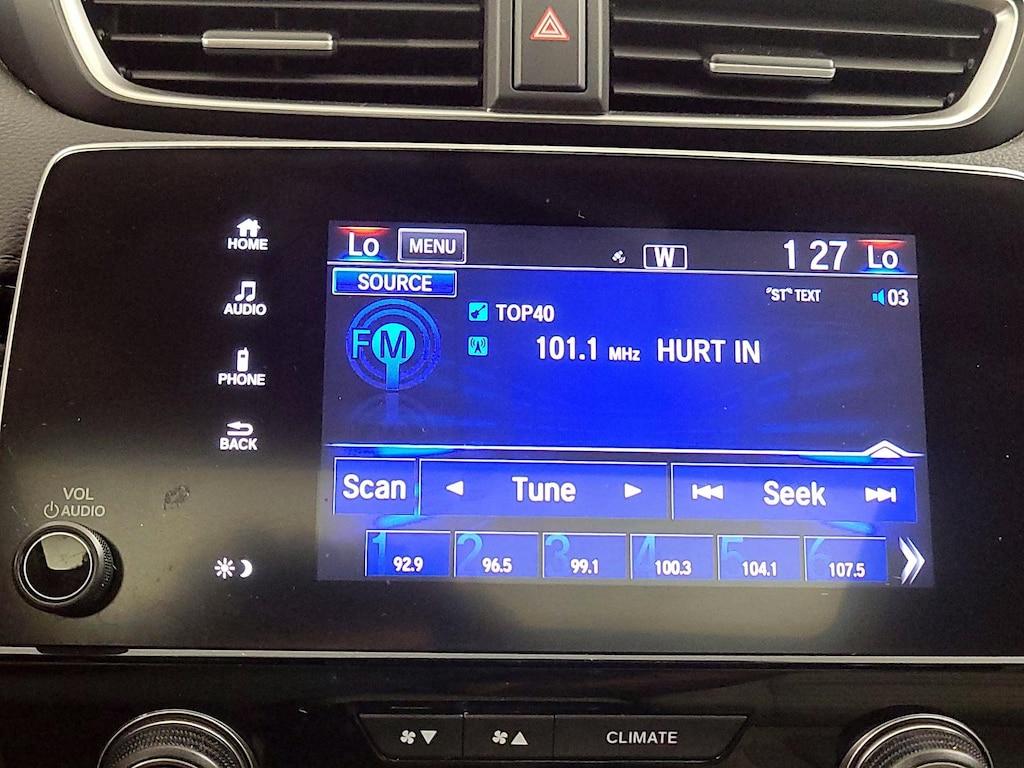 HOME
AUDIO
PHONE
BACK
VOL
AUDIO
Lo MENU W 1 27 Lo
SOURCE
"ST" TEXT 03
FM TOP40
101.1 MHz HURT IN
Scan Tune Seek
1 92.9 2 96.5 3 99.1 4 100.3 5 104.1 6 107.5
CLIMATE